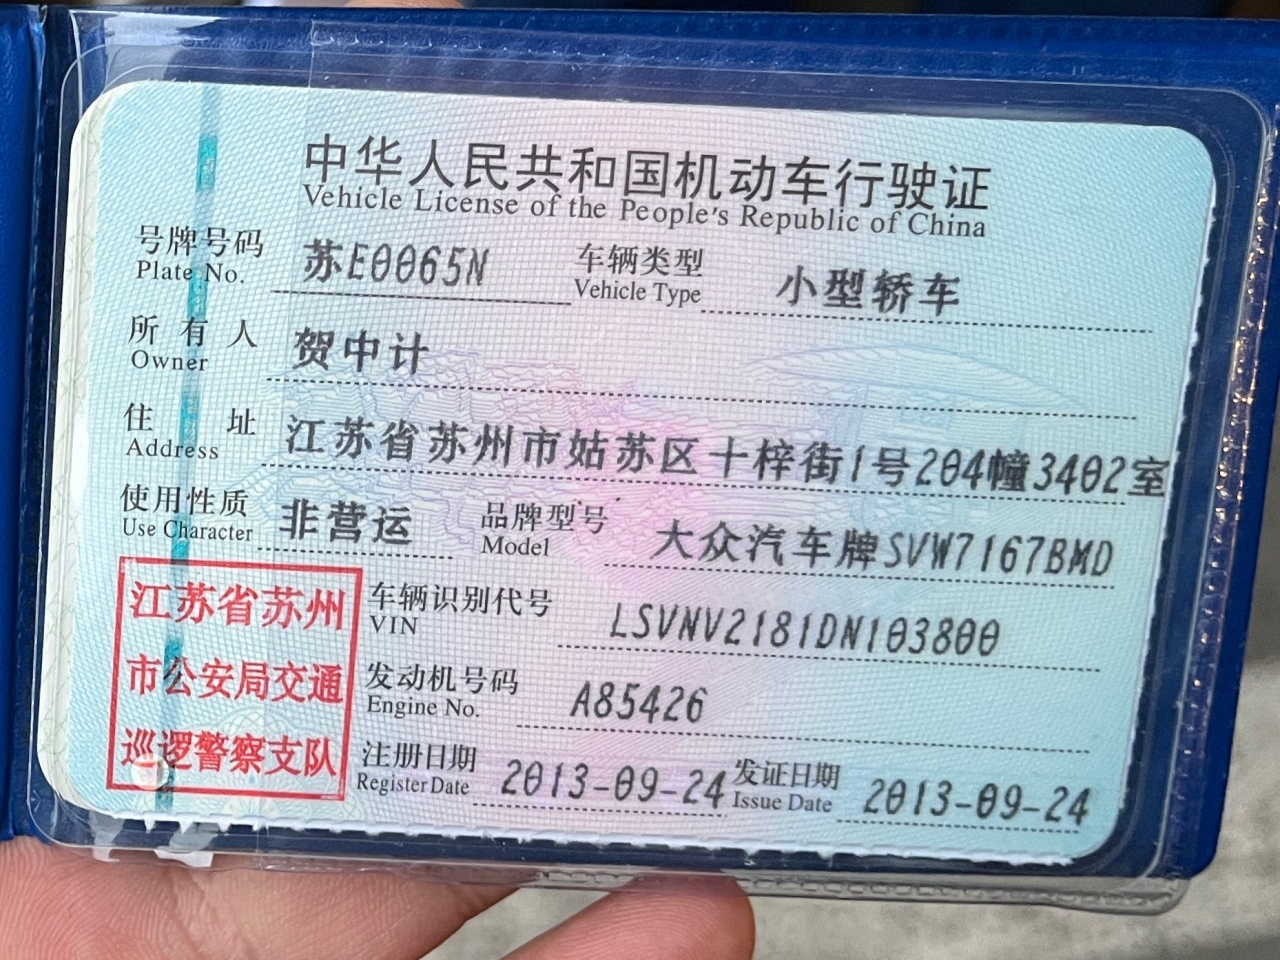 中华人民共和国机动车行驶证
Vehicle License of the People's Republic of China
号牌号码 苏E0065N 车辆类型 小型轿车
Plate No. Vehicle Type
所有人 贺中计
Owner
住址 江苏省苏州市姑苏区十梓街1号204幢3402室
Address
使用性质 非营运 品牌型号 大众汽车牌SVW7167BMD
Use Character Model
江苏省苏州
市公安局交通
巡逻警察支队
车辆识别代号 LSVNV2181DN103800
VIN
发动机号码 A85426
Engine No.
注册日期 2013-09-24 发证日期 2013-09-24
Register Date Issue Date